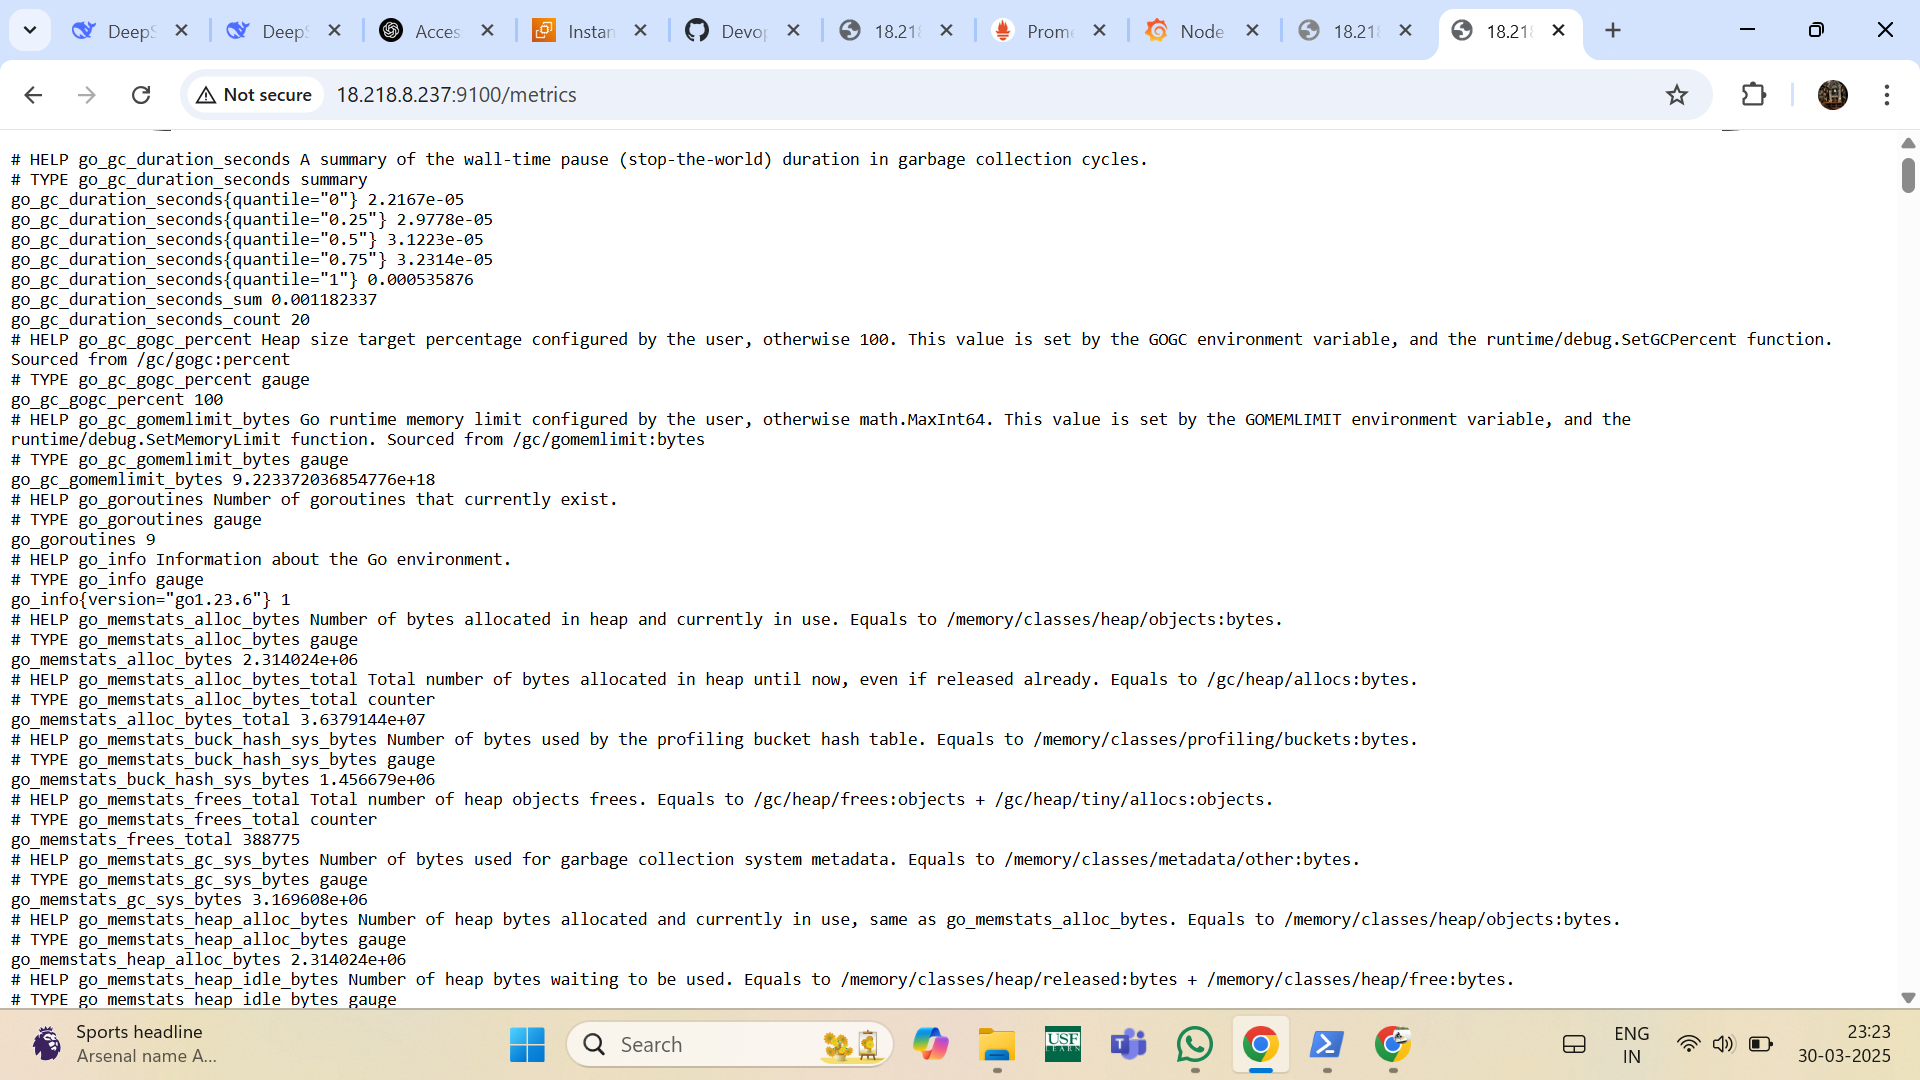 DeepS
DeepS
Acces
Instan
Devop
18.218
Prome
Node
18.218
18.218
Not secure
18.218.8.237:9100/metrics
# HELP go_gc_duration_seconds A summary of the wall-time pause (stop-the-world) duration in garbage collection cycles.
# TYPE go_gc_duration_seconds summary
go_gc_duration_seconds{quantile="0"} 2.2167e-05
go_gc_duration_seconds{quantile="0.25"} 2.9778e-05
go_gc_duration_seconds{quantile="0.5"} 3.1223e-05
go_gc_duration_seconds{quantile="0.75"} 3.2314e-05
go_gc_duration_seconds{quantile="1"} 0.000535876
go_gc_duration_seconds_sum 0.001182337
go_gc_duration_seconds_count 20
# HELP go_gc_gogc_percent Heap size target percentage configured by the user, otherwise 100. This value is set by the GOGC environment variable, and the runtime/debug.SetGCPercent function.
Sourced from /gc/gogc:percent
# TYPE go_gc_gogc_percent gauge
go_gc_gogc_percent 100
# HELP go_gc_gomemlimit_bytes Go runtime memory limit configured by the user, otherwise math.MaxInt64. This value is set by the GOMEMLIMIT environment variable, and the
runtime/debug.SetMemoryLimit function. Sourced from /gc/gomemlimit:bytes
# TYPE go_gc_gomemlimit_bytes gauge
go_gc_gomemlimit_bytes 9.223372036854776e+18
# HELP go_goroutines Number of goroutines that currently exist.
# TYPE go_goroutines gauge
go_goroutines 9
# HELP go_info Information about the Go environment.
# TYPE go_info gauge
go_info{version="go1.23.6"} 1
# HELP go_memstats_alloc_bytes Number of bytes allocated in heap and currently in use. Equals to /memory/classes/heap/objects:bytes.
# TYPE go_memstats_alloc_bytes gauge
go_memstats_alloc_bytes 2.314024e+06
# HELP go_memstats_alloc_bytes_total Total number of bytes allocated in heap until now, even if released already. Equals to /gc/heap/allocs:bytes.
# TYPE go_memstats_alloc_bytes_total counter
go_memstats_alloc_bytes_total 3.6379144e+07
# HELP go_memstats_buck_hash_sys_bytes Number of bytes used by the profiling bucket hash table. Equals to /memory/classes/profiling/buckets:bytes.
# TYPE go_memstats_buck_hash_sys_bytes gauge
go_memstats_buck_hash_sys_bytes 1.456679e+06
# HELP go_memstats_frees_total Total number of heap objects frees. Equals to /gc/heap/frees:objects + /gc/heap/tiny/allocs:objects.
# TYPE go_memstats_frees_total counter
go_memstats_frees_total 388775
# HELP go_memstats_gc_sys_bytes Number of bytes used for garbage collection system metadata. Equals to /memory/classes/metadata/other:bytes.
# TYPE go_memstats_gc_sys_bytes gauge
go_memstats_gc_sys_bytes 3.169608e+06
# HELP go_memstats_heap_alloc_bytes Number of heap bytes allocated and currently in use, same as go_memstats_alloc_bytes. Equals to /memory/classes/heap/objects:bytes.
# TYPE go_memstats_heap_alloc_bytes gauge
go_memstats_heap_alloc_bytes 2.314024e+06
# HELP go_memstats_heap_idle_bytes Number of heap bytes waiting to be used. Equals to /memory/classes/heap/released:bytes + /memory/classes/heap/free:bytes.
# TYPE go_memstats_heap_idle_bytes gauge
Sports headline
Arsenal name A...
Search
USF
LEARN
ENG
IN
23:23
30-03-2025